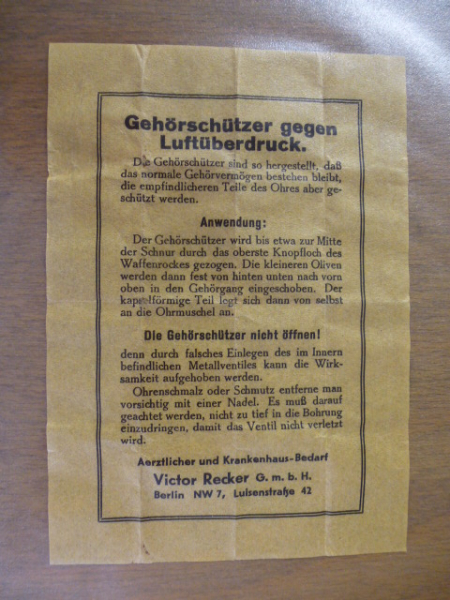 Gehörschützer gegen
Luftüberdruck.
Die Gehörschützer sind so hergestellt, daß
das normale Gehörvermögen bestehen bleibt,
die empfindlicheren Teile des Ohres aber ge-
schützt werden.
Anwendung:
Der Gehörschützer wird bis etwa zur Mitte
der Schnur durch das oberste Knopfloch des
Waffenrockes gezogen. Die kleineren Oliven
werden dann fest von hinten unten nach vorn
oben in den Gehörgang eingeschoben. Der
kapselförmige Teil legt sich dann von selbst
an die Ohrmuschel an.
Die Gehörschützer nicht öffnen!
denn durch falsches Einlegen des im Innern
befindlichen Metallventiles kann die Wirk-
samkeit aufgehoben werden.
Ohrenschmalz oder Schmutz entferne man
vorsichtig mit einer Nadel. Es muß darauf
geachtet werden, nicht zu tief in die Bohrung
einzudringen, damit das Ventil nicht verletzt
wird.
Aerztlicher und Krankenhaus-Bedarf
Victor Recker G. m. b. H.
Berlin NW 7, Luisenstraße 42